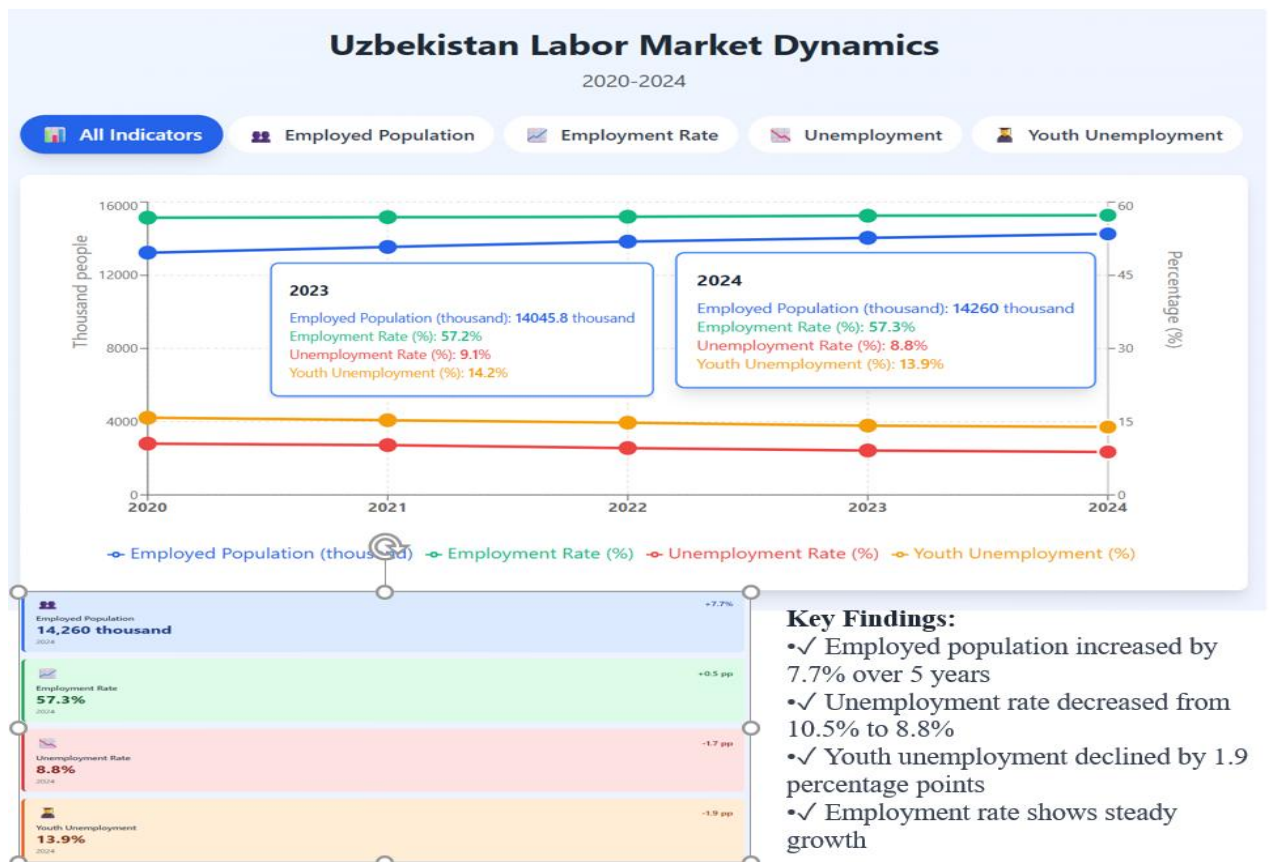 Uzbekistan Labor Market Dynamics
2020-2024
All Indicators
Employed Population
Employment Rate
Unemployment
Youth Unemployment
16000
12000
8000
4000
0
Thousand people
60
45
30
15
0
Percentage (%)
2023
Employed Population (thousand): 14045.8 thousand
Employment Rate (%): 57.2%
Unemployment Rate (%): 9.1%
Youth Unemployment (%): 14.2%
2024
Employed Population (thousand): 14260 thousand
Employment Rate (%): 57.3%
Unemployment Rate (%): 8.8%
Youth Unemployment (%): 13.9%
2020 2021 2022 2023 2024
Employed Population (thousand) Employment Rate (%) Unemployment Rate (%) Youth Unemployment (%)
Employed Population +7.7%
14,260 thousand
2024
Employment Rate +0.5 pp
57.3%
2024
Unemployment Rate -1.7 pp
8.8%
2024
Youth Unemployment -1.9 pp
13.9%
2024
Key Findings:
•✓ Employed population increased by
7.7% over 5 years
•✓ Unemployment rate decreased from
10.5% to 8.8%
•✓ Youth unemployment declined by 1.9
percentage points
•✓ Employment rate shows steady
growth